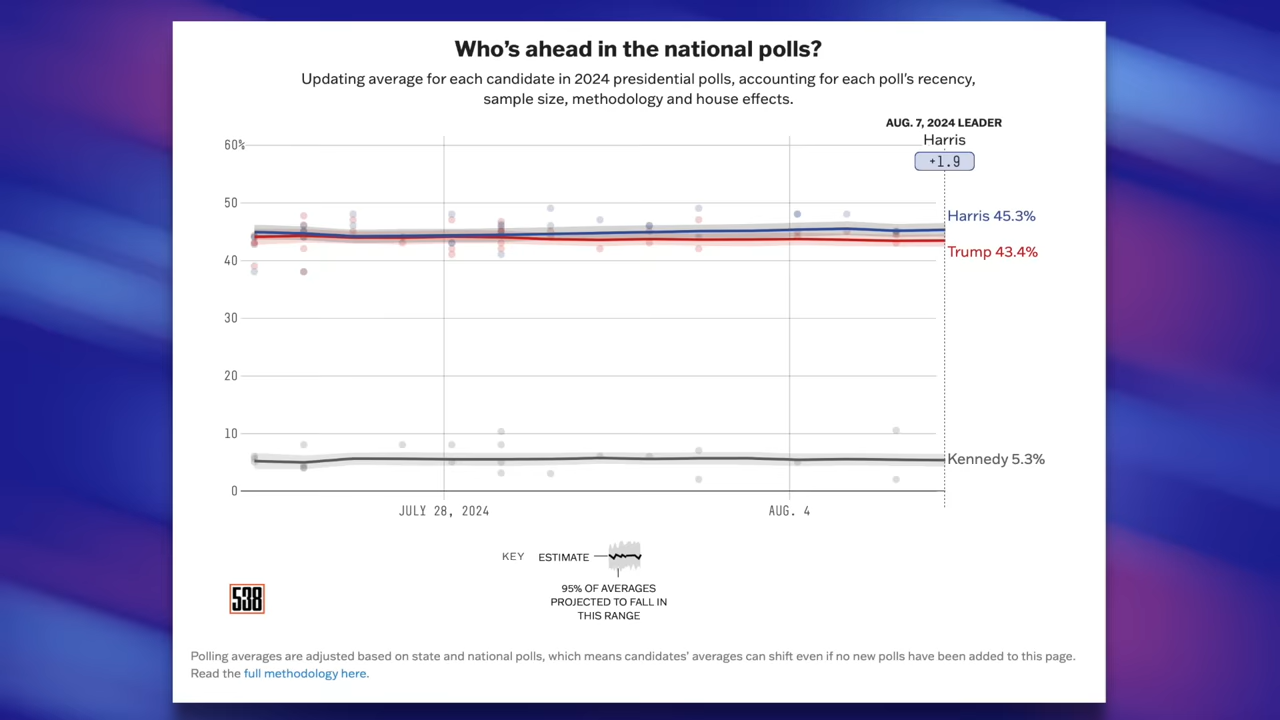 Who’s ahead in the national polls?
Updating average for each candidate in 2024 presidential polls, accounting for each poll's recency,
sample size, methodology and house effects.
AUG. 7, 2024 LEADER
Harris
+1.9
60%
50
40
30
20
10
0
Harris 45.3%
Trump 43.4%
Kennedy 5.3%
JULY 28, 2024
AUG. 4
KEY
ESTIMATE
95% OF AVERAGES
PROJECTED TO FALL IN
THIS RANGE
538
Polling averages are adjusted based on state and national polls, which means candidates’ averages can shift even if no new polls have been added to this page.
Read the full methodology here.